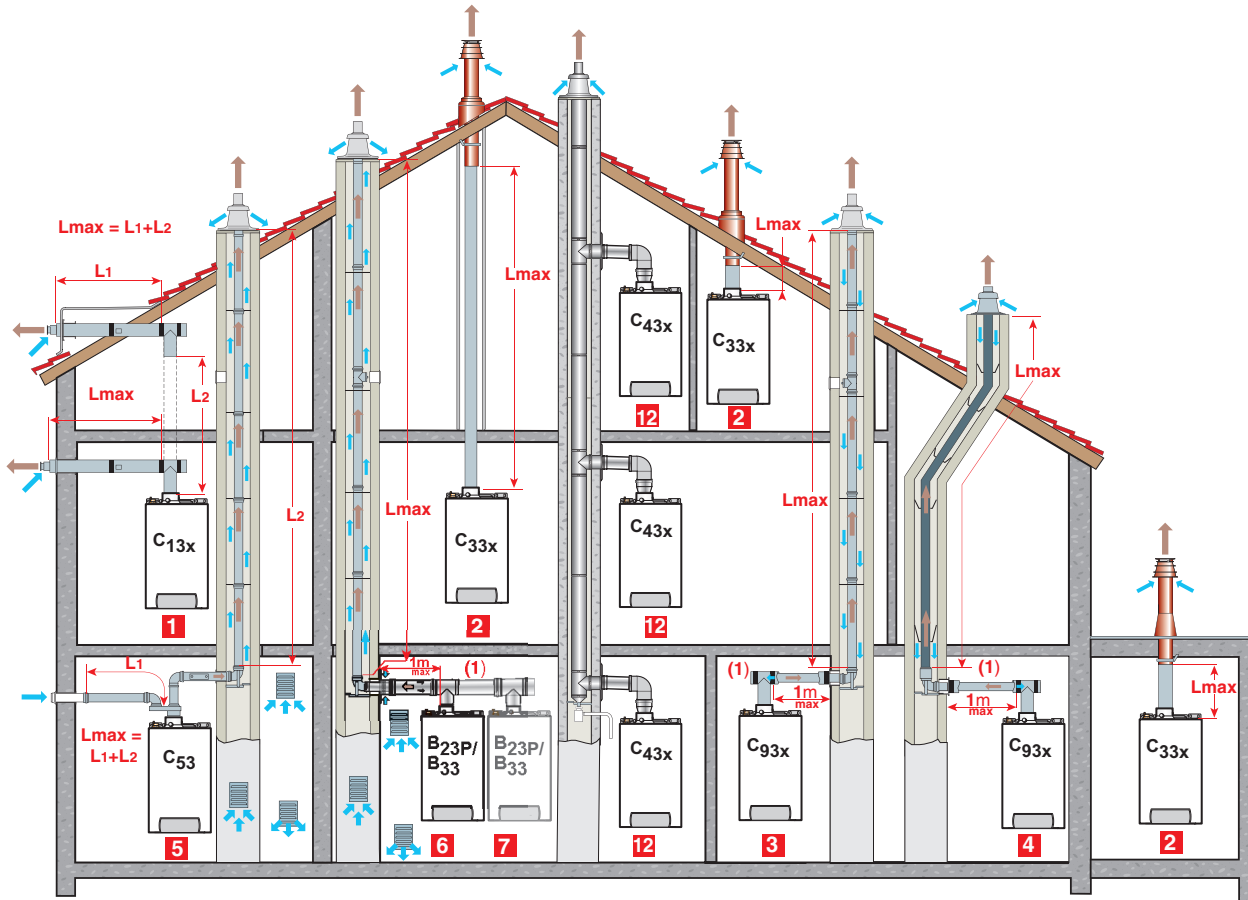 Lmax = L1+L2
L1
Lmax
L2
C13x
1
L1
Lmax =
L1+L2
C53
5
L2
Lmax
1m
max
(1)
B23P/
B33
6
B23P/
B33
7
Lmax
C33x
2
C43x
12
C43x
12
C43x
12
Lmax
C33x
2
Lmax
(1)
1m
max
C93x
3
Lmax
(1)
1m
max
C93x
4
Lmax
C33x
2